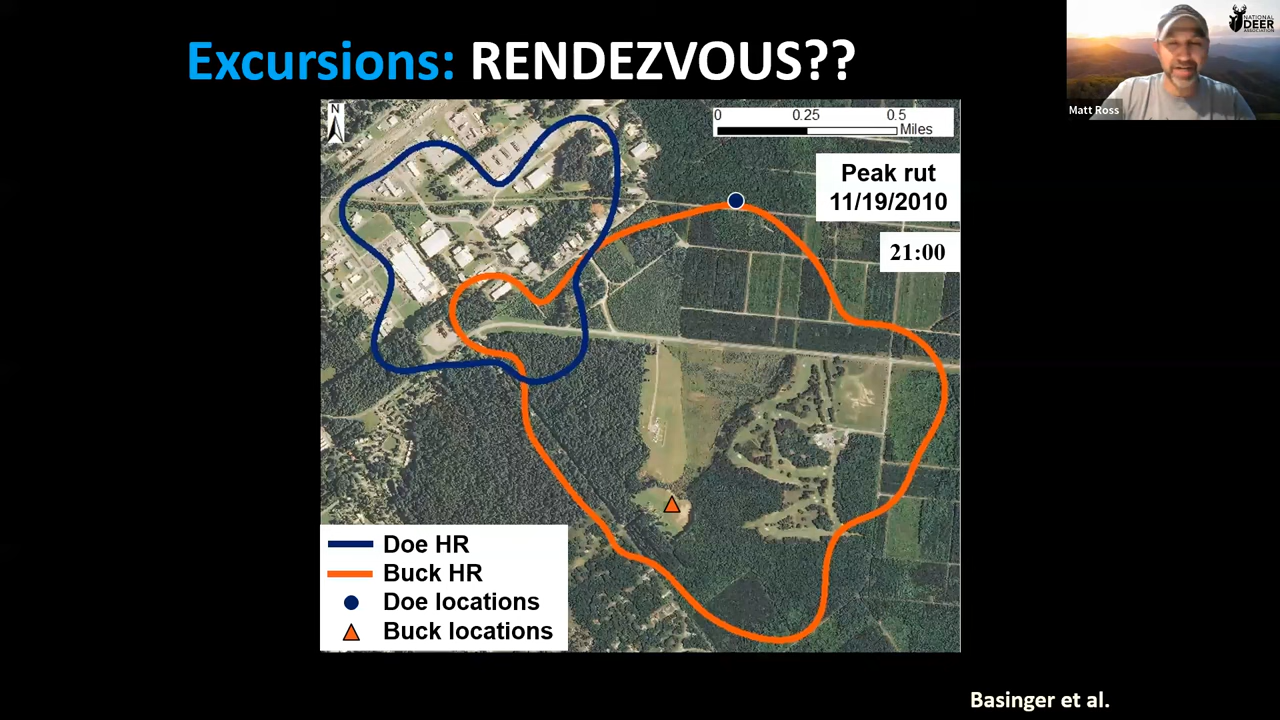 Excursions: RENDEZVOUS??
NATIONAL
DEER
ASSOCIATION
Matt Ross
N
0 0.25 0.5
Miles
Peak rut
11/19/2010
21:00
Doe HR
Buck HR
Doe locations
Buck locations
Basinger et al.